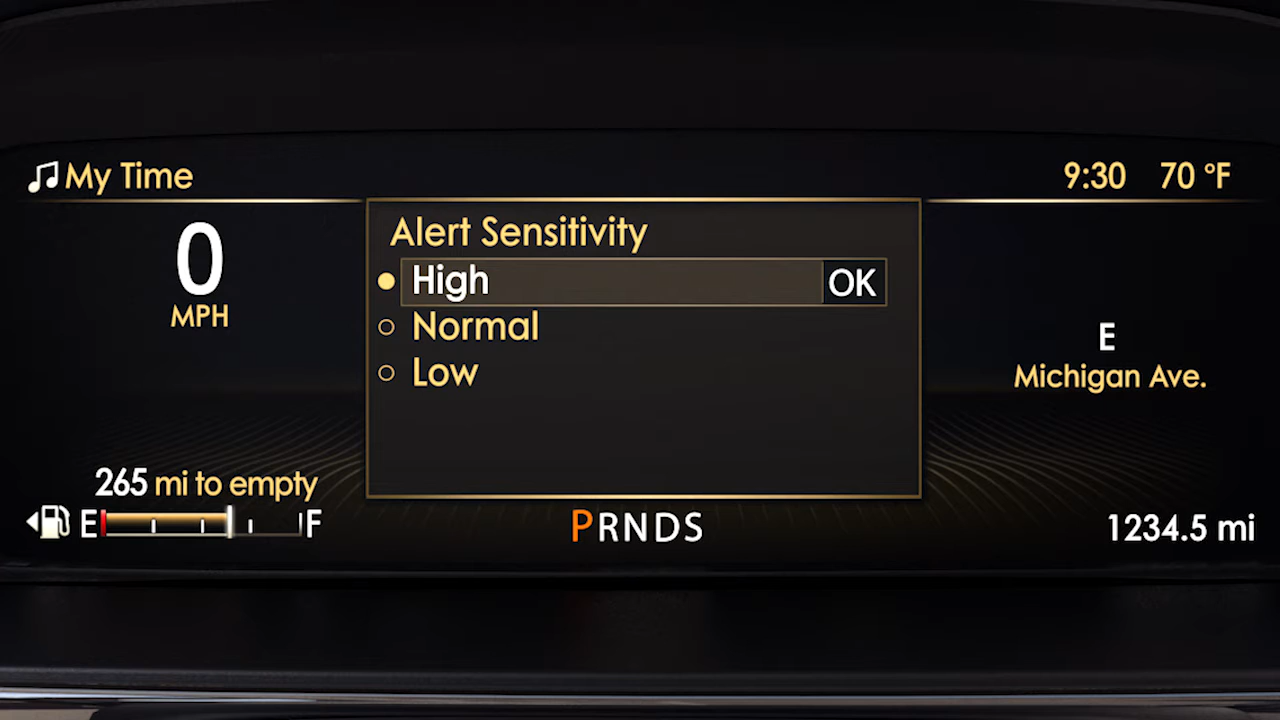 My Time
9:30 70 °F
0
MPH
Alert Sensitivity
High OK
Normal
Low
E
Michigan Ave.
265 mi to empty
E F
PRNDS
1234.5 mi